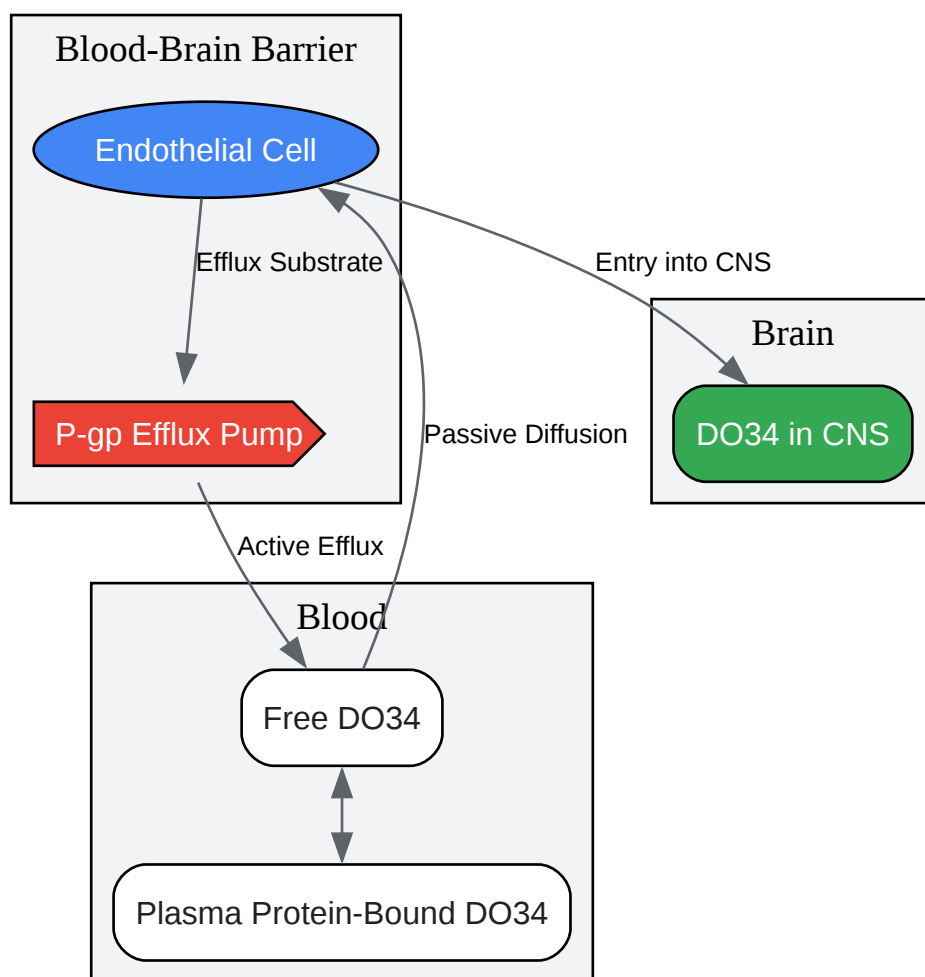 Blood-Brain Barrier
Endothelial Cell
Efflux Substrate
Entry into CNS
Brain
P-gp Efflux Pump
Passive Diffusion
DO34 in CNS
Active Efflux
Blood
Free DO34
Plasma Protein-Bound DO34